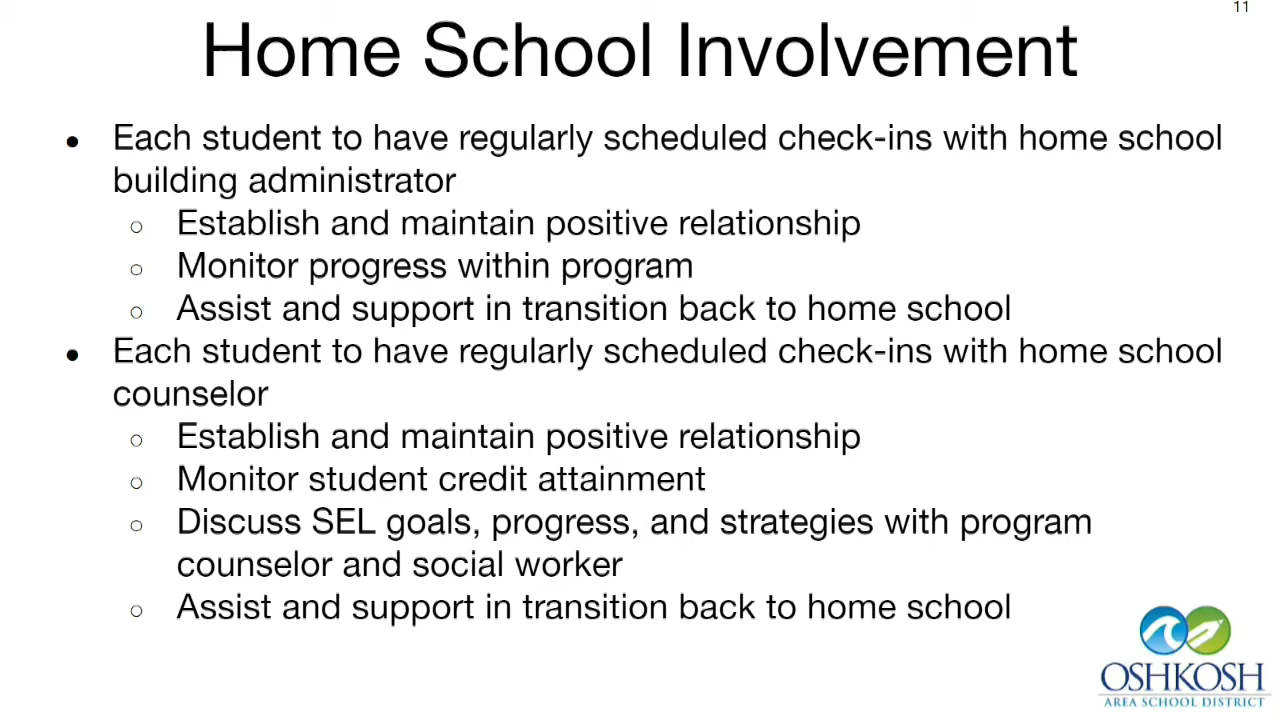 11
Home School Involvement
● Each student to have regularly scheduled check-ins with home school
building administrator
○ Establish and maintain positive relationship
○ Monitor progress within program
○ Assist and support in transition back to home school
● Each student to have regularly scheduled check-ins with home school
counselor
○ Establish and maintain positive relationship
○ Monitor student credit attainment
○ Discuss SEL goals, progress, and strategies with program
counselor and social worker
○ Assist and support in transition back to home school
OSHKOSH
AREA SCHOOL DISTRICT